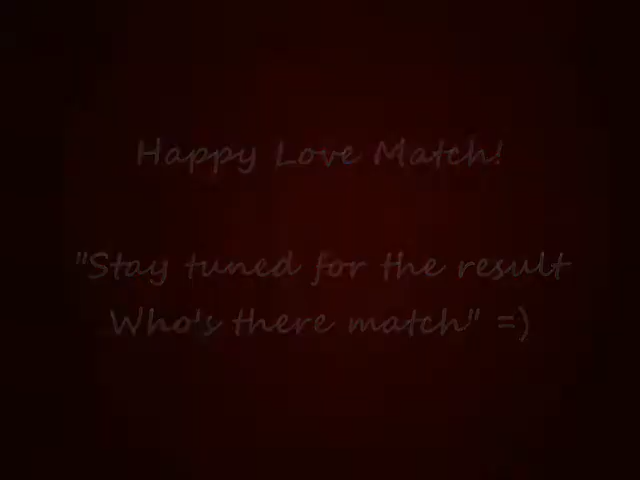 Happy Love Match!
"Stay tuned for the result
Who's there match" =)